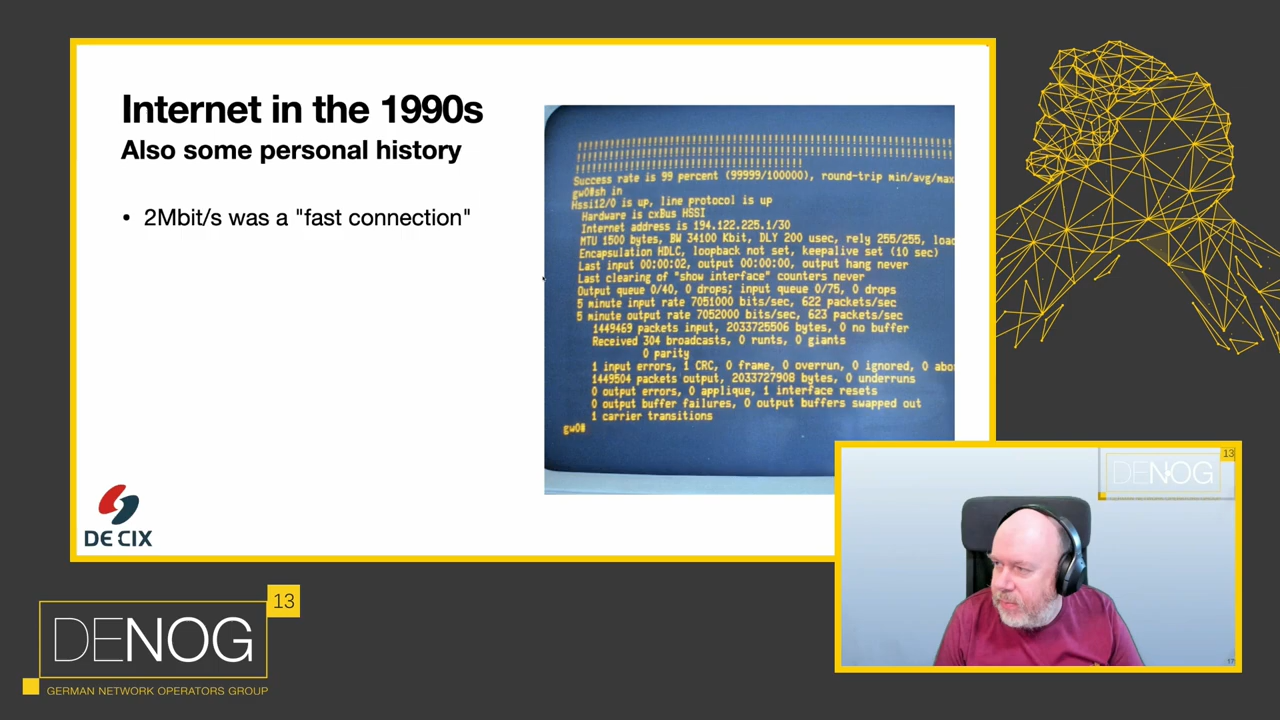 Internet in the 1990s
Also some personal history
• 2Mbit/s was a "fast connection"
!!!!!!!!!!!!!!!!!!!!!!!!!!!!!!!!!!!!!!!!!!!!!!!!!!!!!!!!!!
!!!!!!!!!!!!!!!!!!!!!!!!!!!!!!!!!!!!!!!!!!!!!!!!!!!!!!!!!!
!!!!!!!!!!!!!!!!!!!!!!!!!!!!!!!!!!!
Success rate is 99 percent (99999/100000), round-trip min/avg/max
gw0#sh in
Hssi12/0 is up, line protocol is up
Hardware is cxBus HSSI
Internet address is 194.122.225.1/30
MTU 1500 bytes, BW 34100 Kbit, DLY 200 usec, rely 255/255, loa
Encapsulation HDLC, loopback not set, keepalive set (10 sec)
Last input 00:00:02, output 00:00:00, output hang never
Last clearing of "show interface" counters never
Output queue 0/40, 0 drops; input queue 0/75, 0 drops
5 minute input rate 7051000 bits/sec, 622 packets/sec
5 minute output rate 7052000 bits/sec, 623 packets/sec
1449469 packets input, 2033725506 bytes, 0 no buffer
Received 304 broadcasts, 0 runts, 0 giants
0 parity
1 input errors, 1 CRC, 0 frame, 0 overrun, 0 ignored, 0 abo
1449504 packets output, 2033727908 bytes, 0 underruns
0 output errors, 0 applique, 1 interface resets
0 output buffer failures, 0 output buffers swapped out
1 carrier transitions
gw0#
DE CIX
DENOG
13
DENOG
13
GERMAN NETWORK OPERATORS GROUP